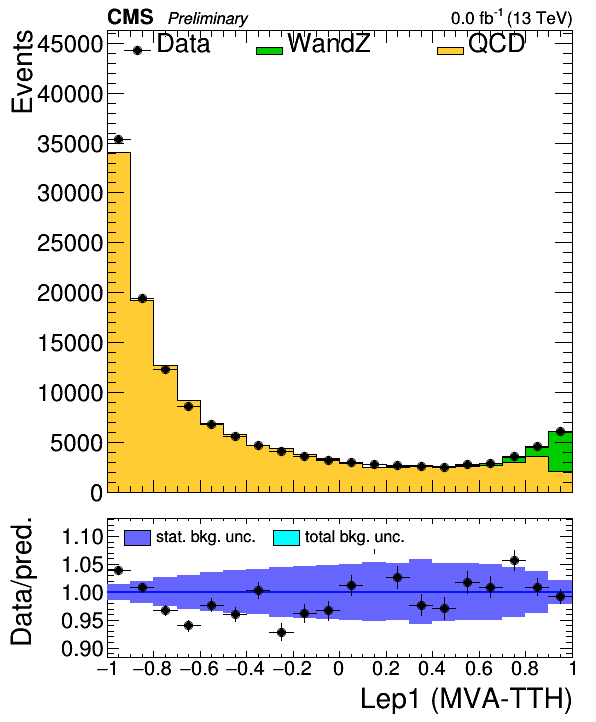 CMS Preliminary 0.0 fb⁻¹ (13 TeV)
Events
Data WandZ QCD
45000
40000
35000
30000
25000
20000
15000
10000
5000
0
Data/pred.
stat. bkg. unc. total bkg. unc.
1.10
1.05
1.00
0.95
0.90
−1 −0.8 −0.6 −0.4 −0.2 0 0.2 0.4 0.6 0.8 1
Lep1 (MVA-TTH)